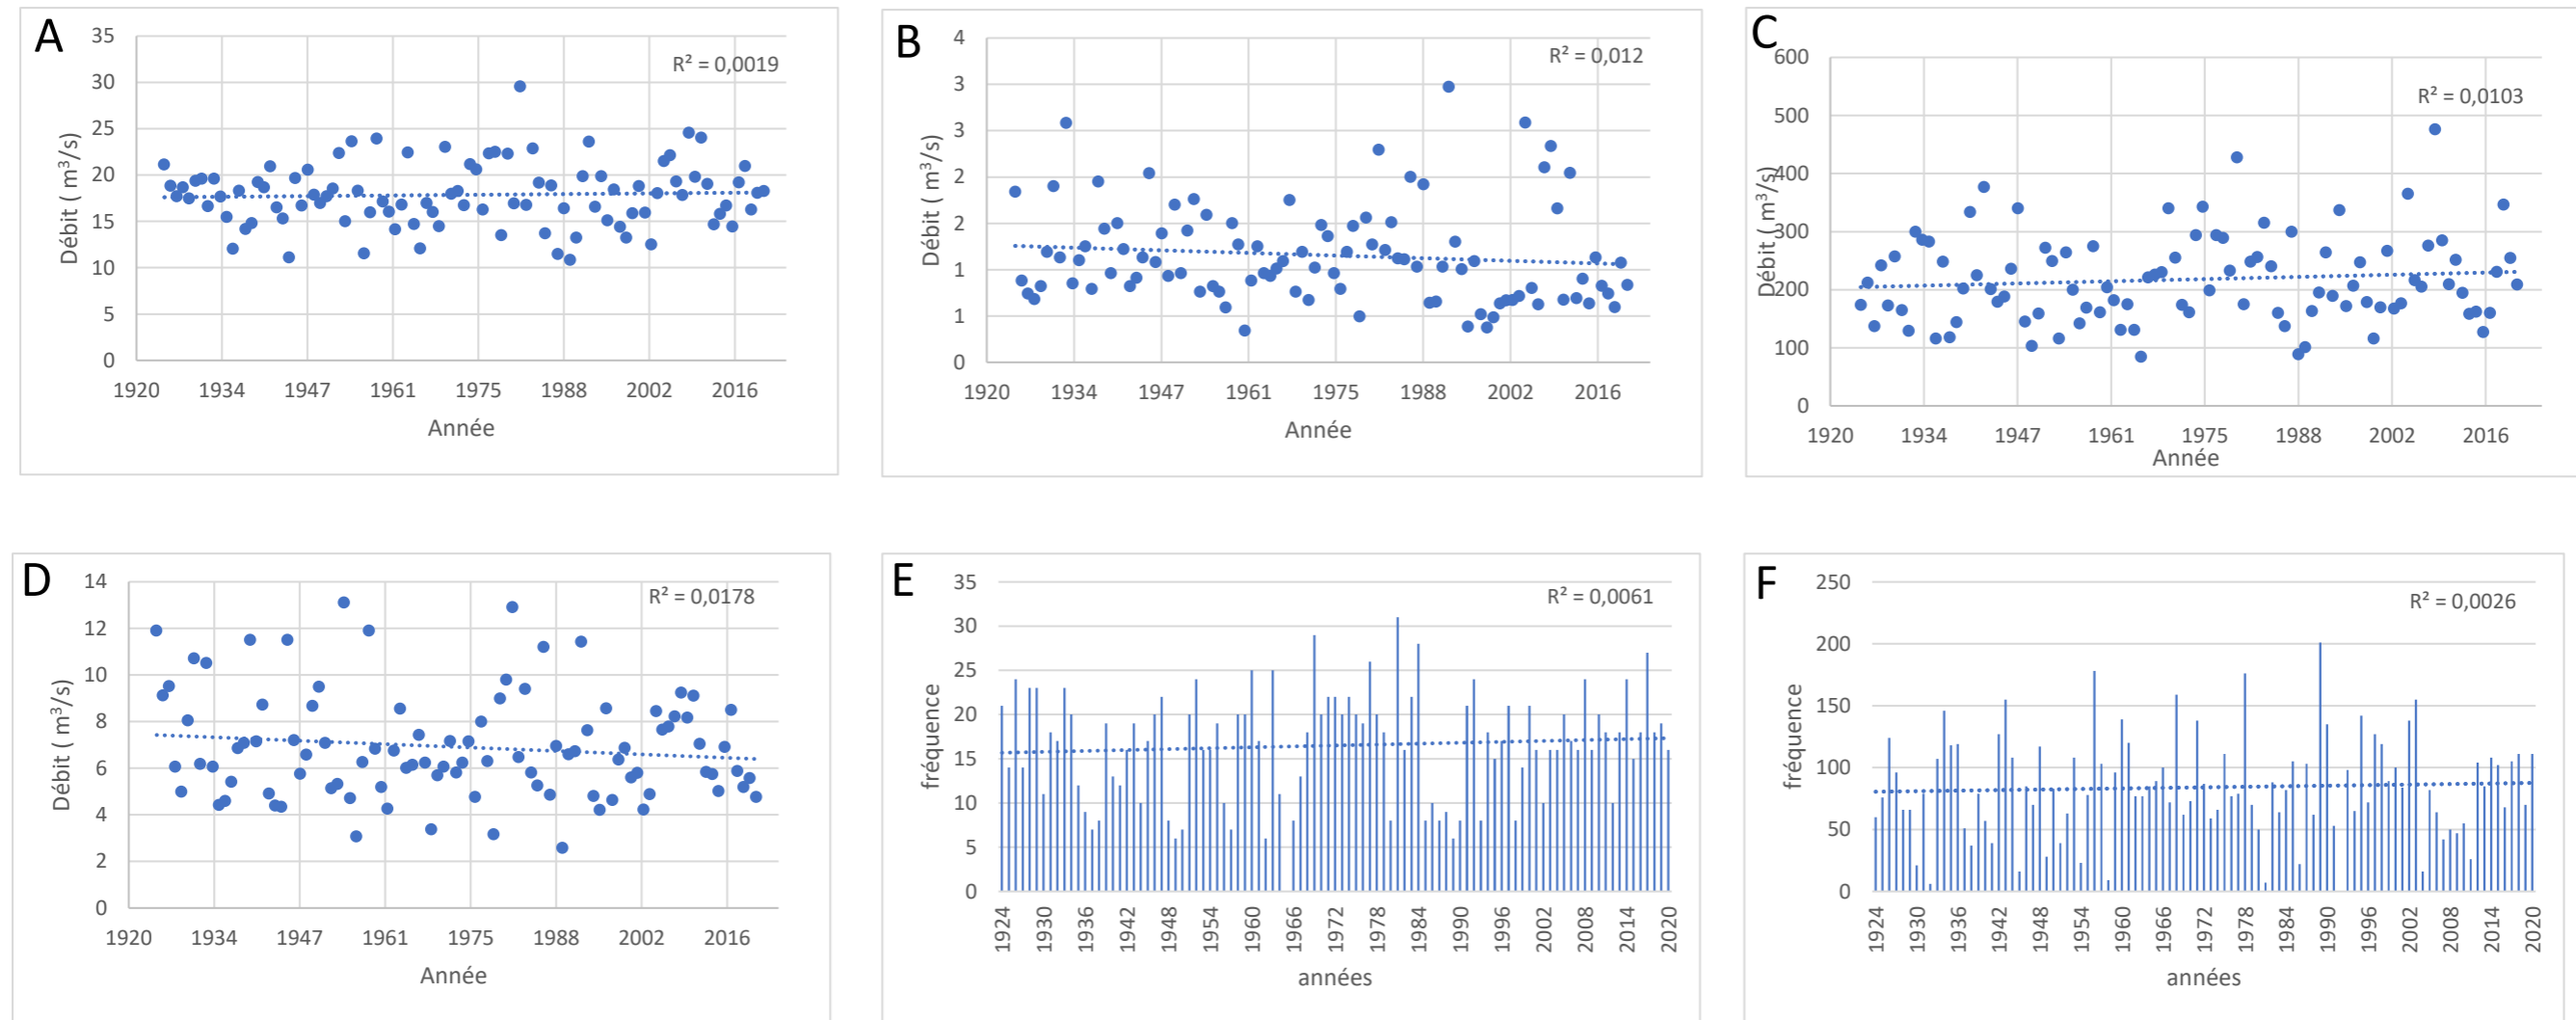 A
R² = 0,0019
35
30
25
20
15
10
5
0
Débit ( m³/s)
1920 1934 1947 1961 1975 1988 2002 2016
Année
B
R² = 0,012
4
3
3
2
2
1
1
0
Débit ( m³/s)
1920 1934 1947 1961 1975 1988 2002 2016
Année
C
R² = 0,0103
600
500
400
300
200
100
0
Débit ( m³/s)
1920 1934 1947 1961 1975 1988 2002 2016
Année
D
R² = 0,0178
14
12
10
8
6
4
2
0
Débit ( m³/s)
1920 1934 1947 1961 1975 1988 2002 2016
Année
E
R² = 0,0061
35
30
25
20
15
10
5
0
fréquence
1924 1930 1936 1942 1948 1954 1960 1966 1972 1978 1984 1990 1996 2002 2008 2014 2020
années
F
R² = 0,0026
250
200
150
100
50
0
fréquence
1924 1930 1936 1942 1948 1954 1960 1966 1972 1978 1984 1990 1996 2002 2008 2014 2020
années